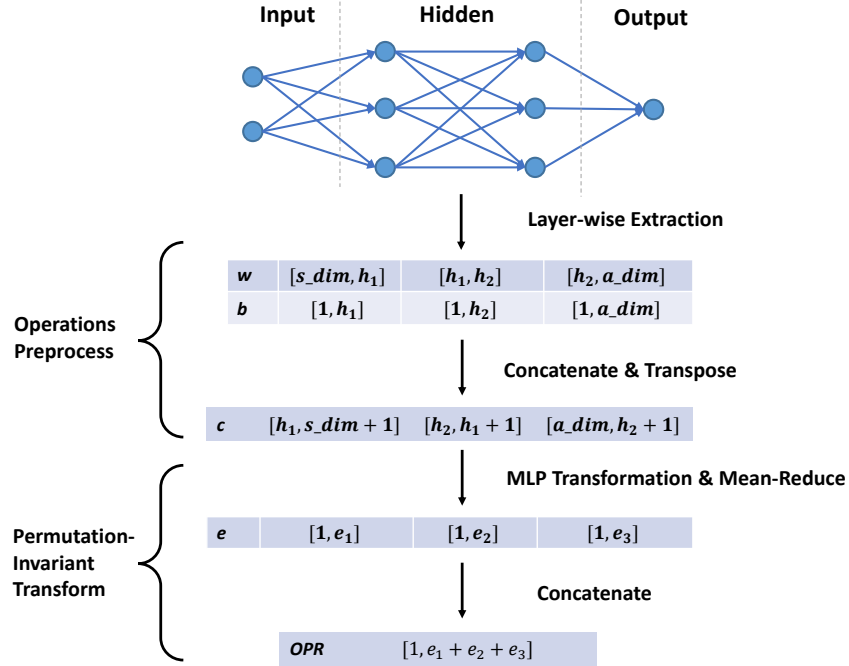 Input Hidden Output
Layer-wise Extraction
w [s_dim, h₁] [h₁, h₂] [h₂, a_dim]
b [1, h₁] [1, h₂] [1, a_dim]
Operations
Preprocess
Concatenate & Transpose
c [h₁, s_dim + 1] [h₂, h₁ + 1] [a_dim, h₂ + 1]
MLP Transformation & Mean-Reduce
e [1, e₁] [1, e₂] [1, e₃]
Permutation-
Invariant
Transform
Concatenate
OPR [1, e₁ + e₂ + e₃]